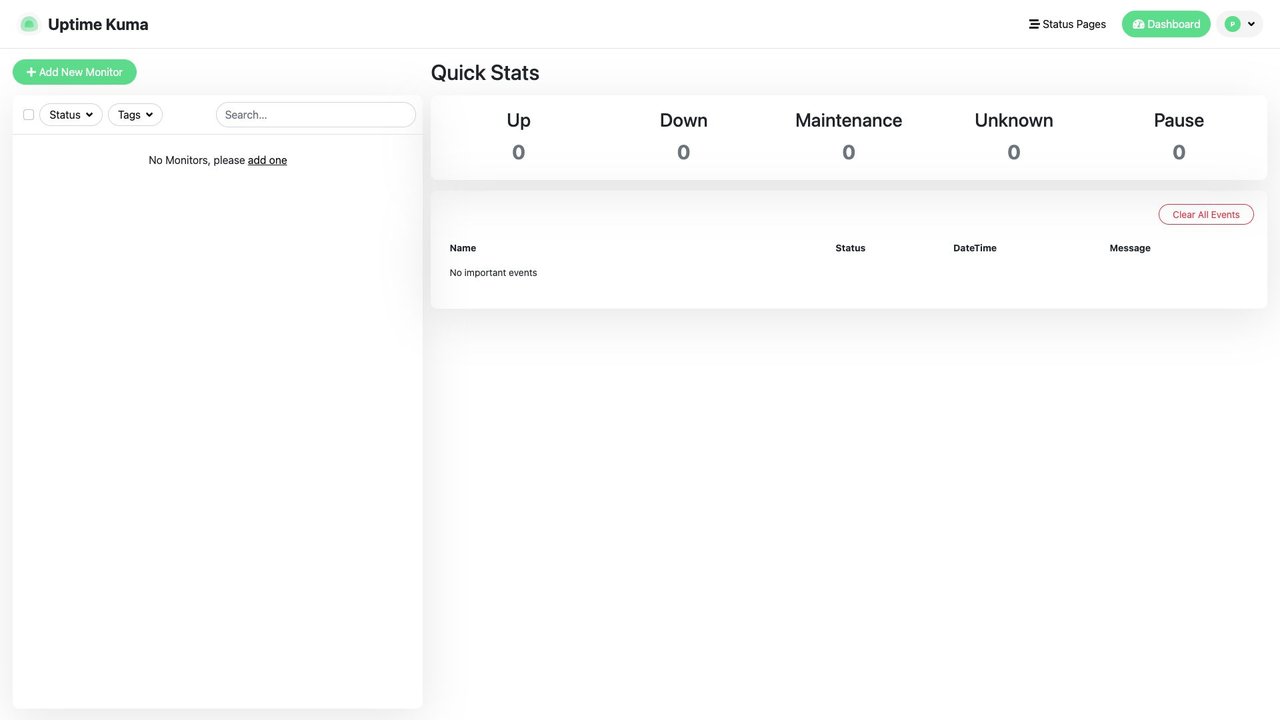 Uptime Kuma
Status Pages
Dashboard
P
Add New Monitor
Status
Tags
Search...
No Monitors, please add one
Quick Stats
Up Down Maintenance Unknown Pause
0 0 0 0 0
Clear All Events
Name Status DateTime Message
No important events